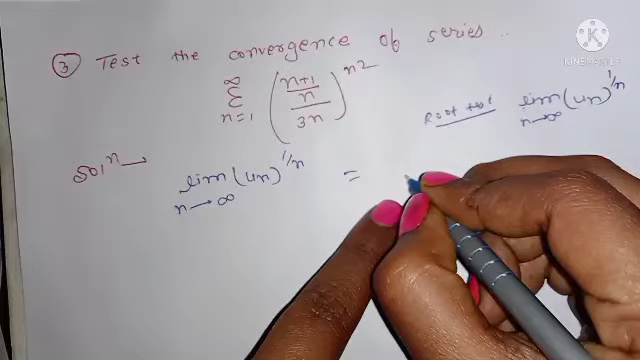 ③ Test the convergence of series ..
∞ Σ n=1 ( n+1 / n / 3n ) n2
Root test lim n→∞ (un) 1/n
Solⁿ → lim n→∞ (un) 1/n =
KINEMASTER